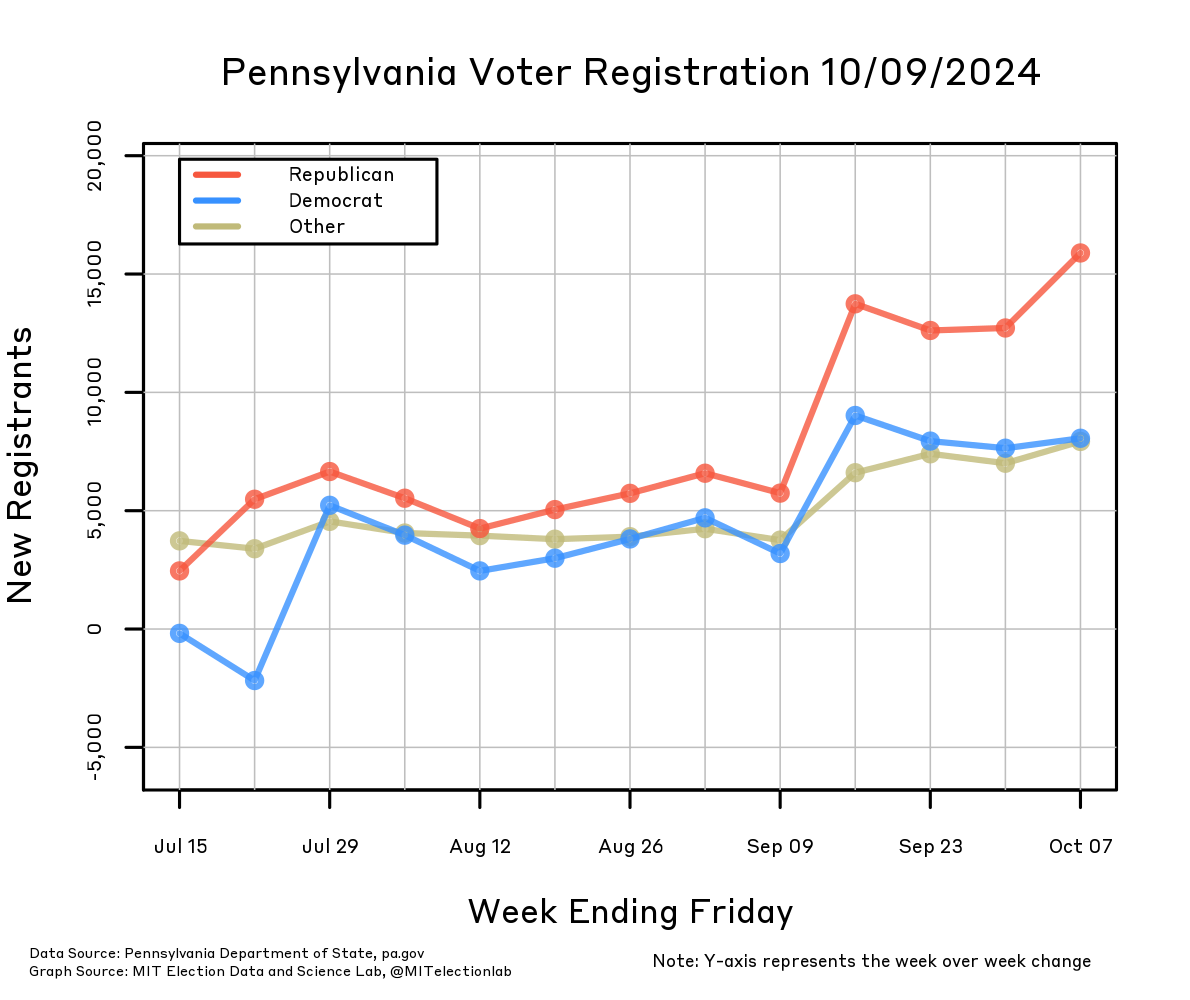 Pennsylvania Voter Registration 10/09/2024
20,000
15,000
10,000
5,000
0
-5,000
New Registrants
Republican
Democrat
Other
Jul 15
Jul 29
Aug 12
Aug 26
Sep 09
Sep 23
Oct 07
Week Ending Friday
Data Source: Pennsylvania Department of State, pa.gov
Graph Source: MIT Election Data and Science Lab, @MITelectionlab
Note: Y-axis represents the week over week change